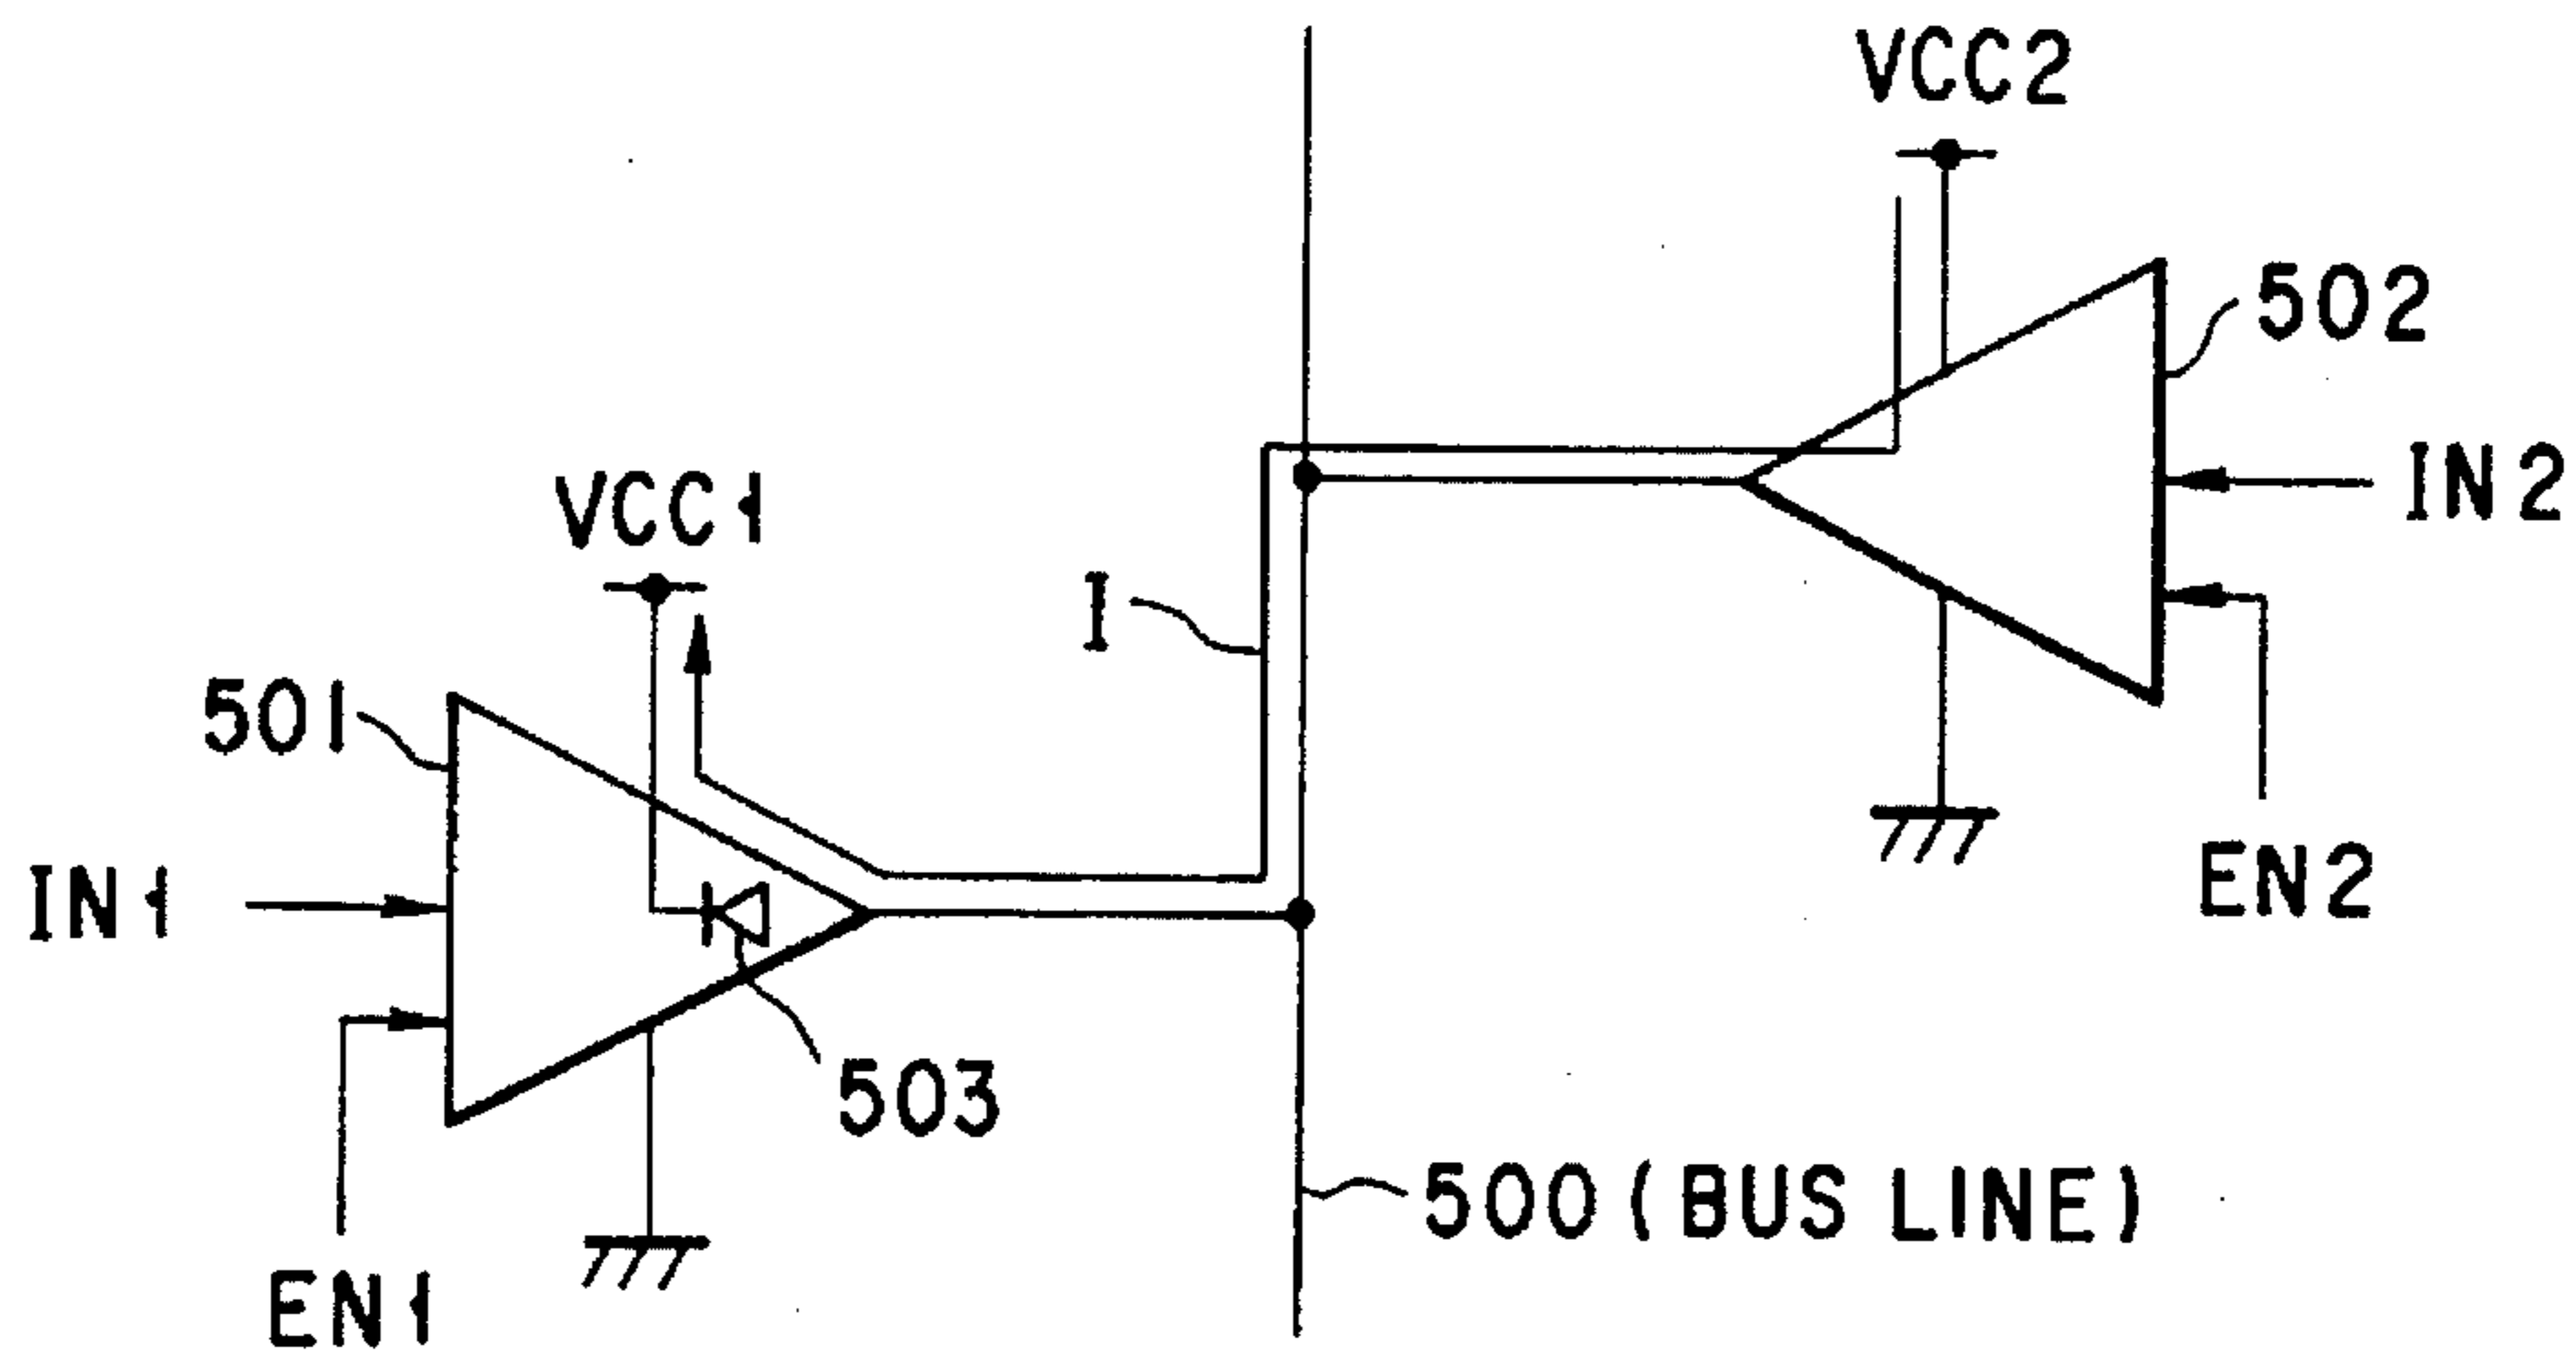 VCC2
502
VCC1
IN2
I
501
EN2
IN1
503
500 (BUS LINE)
EN1